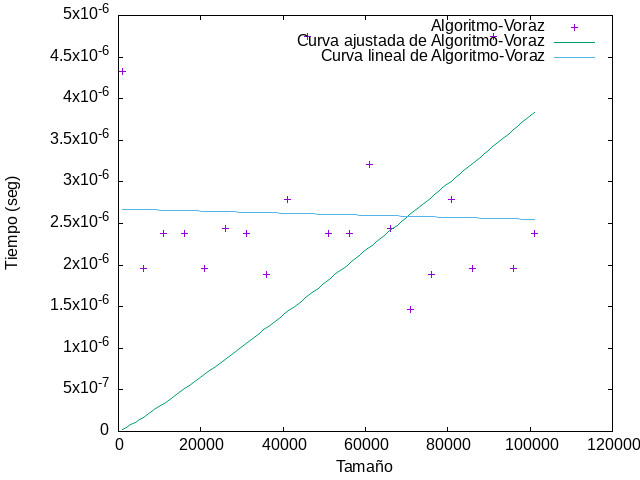 5x10-6
4.5x10-6
4x10-6
3.5x10-6
3x10-6
2.5x10-6
2x10-6
1.5x10-6
1x10-6
5x10-7
0
Tiempo (seg)
Algoritmo-Voraz
Curva ajustada de Algoritmo-Voraz
Curva lineal de Algoritmo-Voraz
0 20000 40000 60000 80000 100000 120000
Tamaño